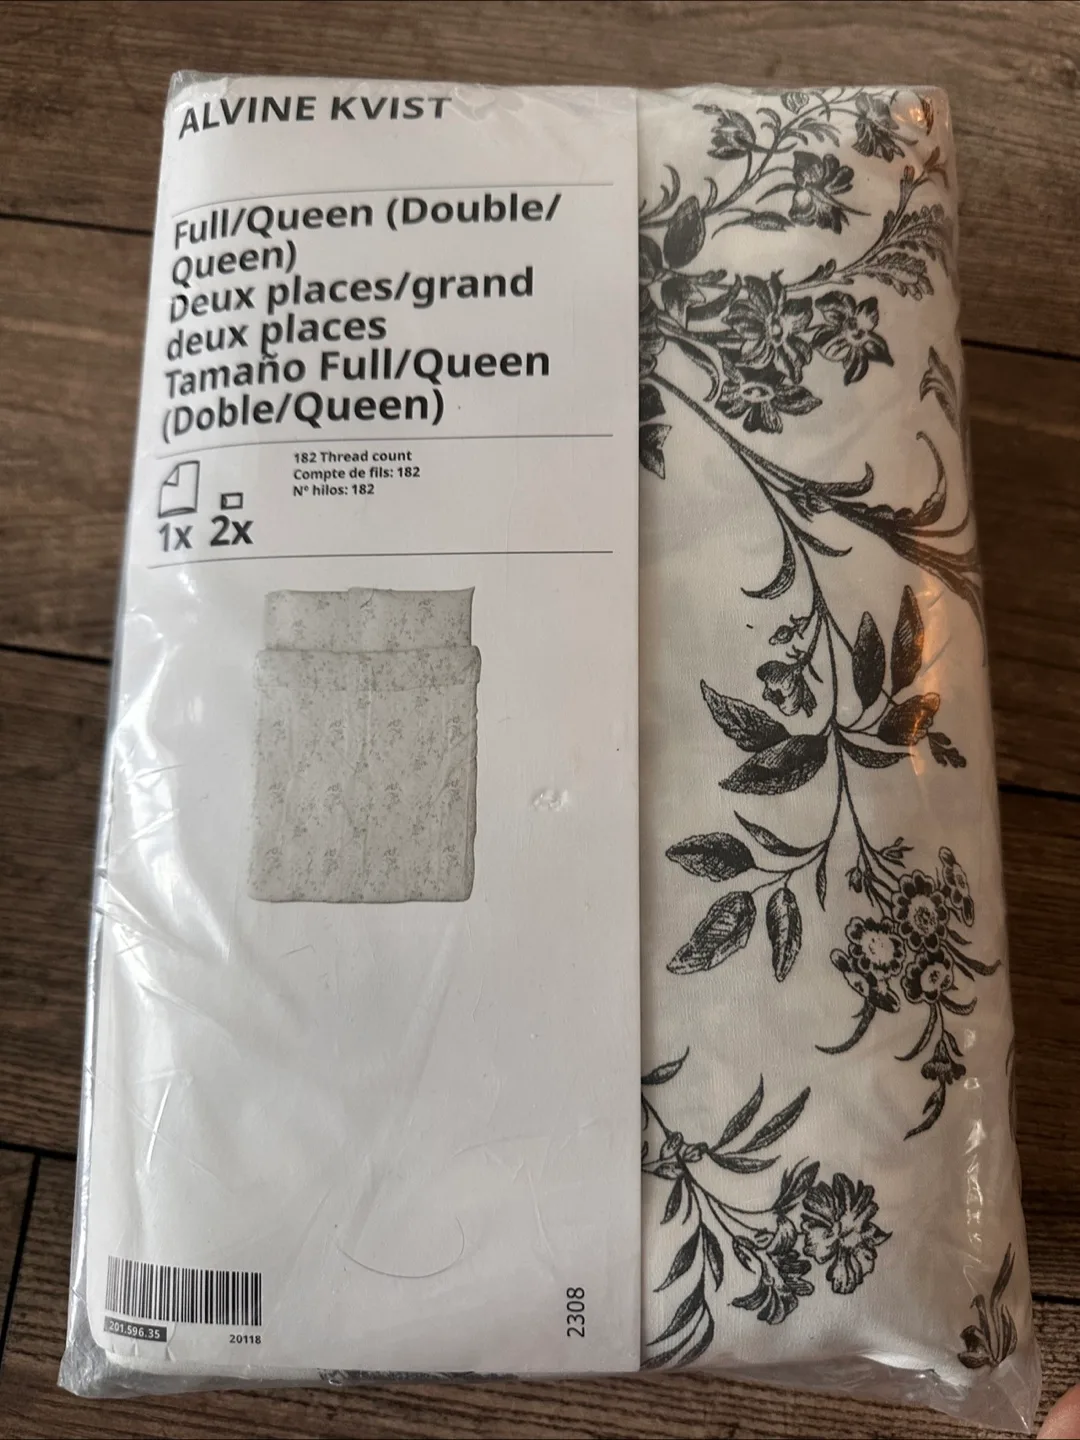 ALVINE KVIST
Full/Queen (Double/
Queen)
Deux places/grand
deux places
Tamaño Full/Queen
(Doble/Queen)
182 Thread count
Compte de fils: 182
Nº hilos: 182
1x 2x
201.596.35
20118
2308